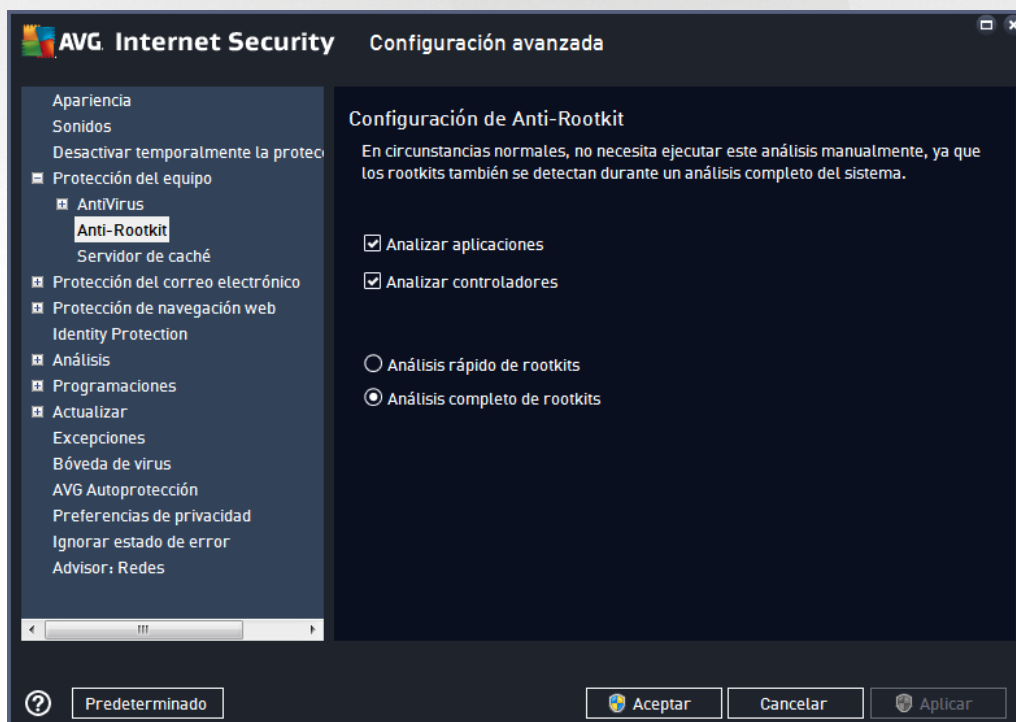 AVG. Internet Security
Configuración avanzada
Apariencia
Sonidos
Desactivar temporalmente la protec
Protección del equipo
AntiVirus
Anti-Rootkit
Servidor de caché
Protección del correo electrónico
Protección de navegación web
Identity Protection
Análisis
Programaciones
Actualizar
Excepciones
Bóveda de virus
AVG Autoprotección
Preferencias de privacidad
Ignorar estado de error
Advisor: Redes
Configuración de Anti-Rootkit
En circunstancias normales, no necesita ejecutar este análisis manualmente, ya que
los rootkits también se detectan durante un análisis completo del sistema.
Analizar aplicaciones
Analizar controladores
Análisis rápido de rootkits
Análisis completo de rootkits
Predeterminado
Aceptar
Cancelar
Aplicar